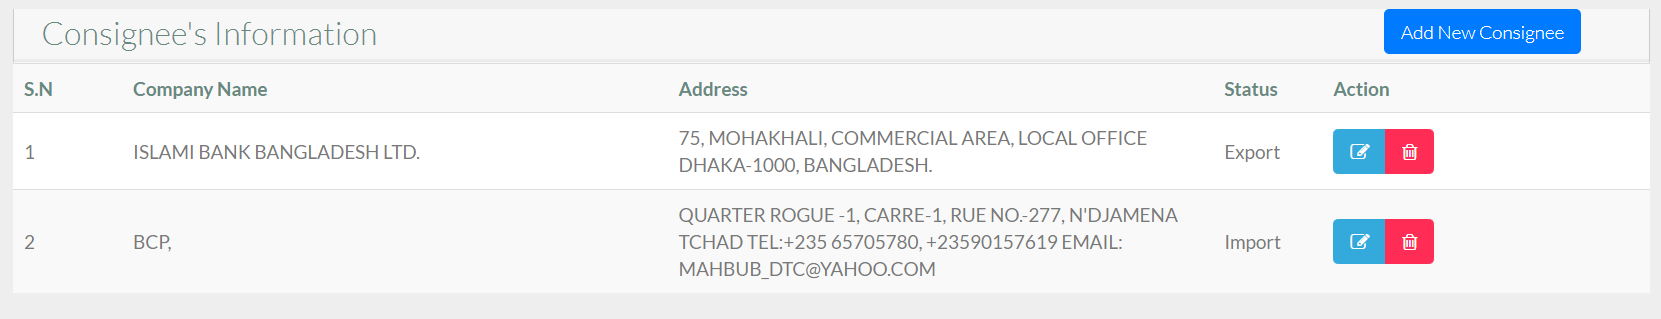 Consignee's Information
Add New Consignee
S.N Company Name Address Status Action
1 ISLAMI BANK BANGLADESH LTD. 75, MOHAKHALI, COMMERCIAL AREA, LOCAL OFFICE
DHAKA-1000, BANGLADESH. Export
2 BCP, QUARTER ROGUE -1, CARRE-1, RUE NO.-277, N'DJAMENA
TCHAD TEL:+235 65705780, +23590157619 EMAIL:
MAHBUB_DTC@YAHOO.COM Import